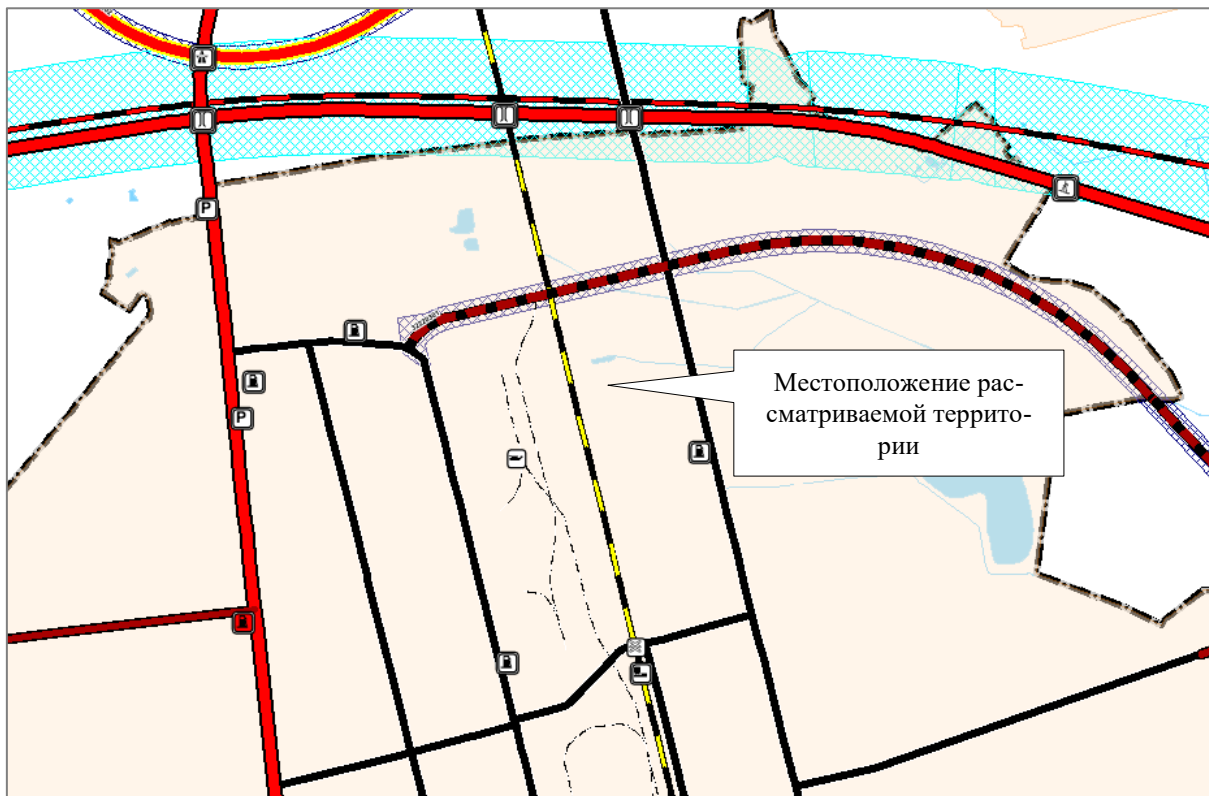 P
P
Местоположение рас-
сматриваемой террито-
рии